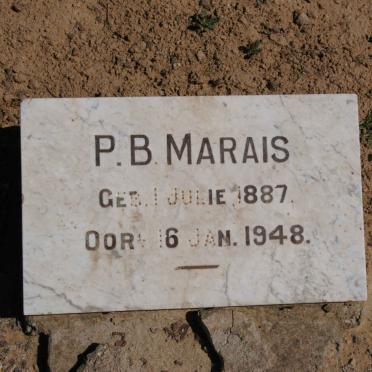 P.B. MARAIS
GEB. 1 JULIE 1887.
OORL. 16 JAN. 1948.